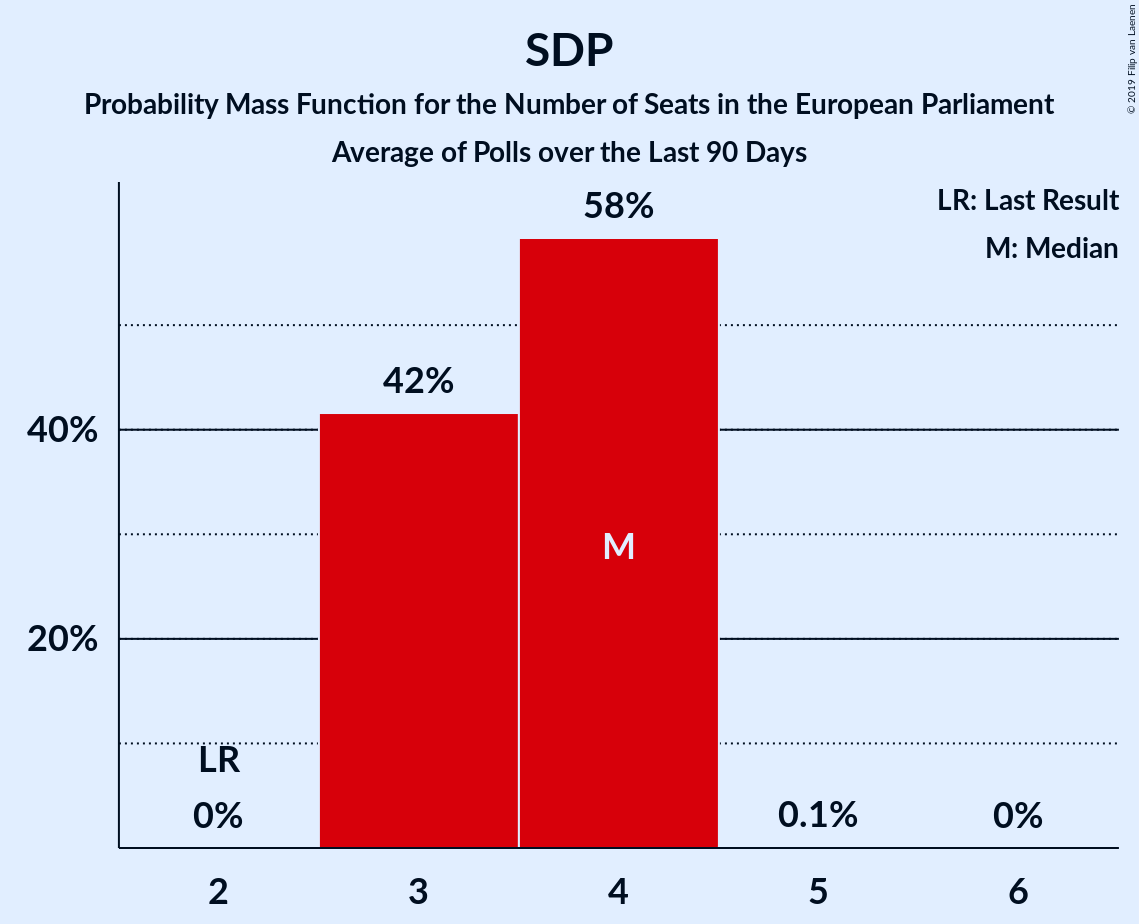 SDP
Probability Mass Function for the Number of Seats in the European Parliament
Average of Polls over the Last 90 Days
© 2019 Filip van Laenen
LR: Last Result
M: Median
58%
42%
40%
M
20%
LR
0%
0.1%
0%
2 3 4 5 6